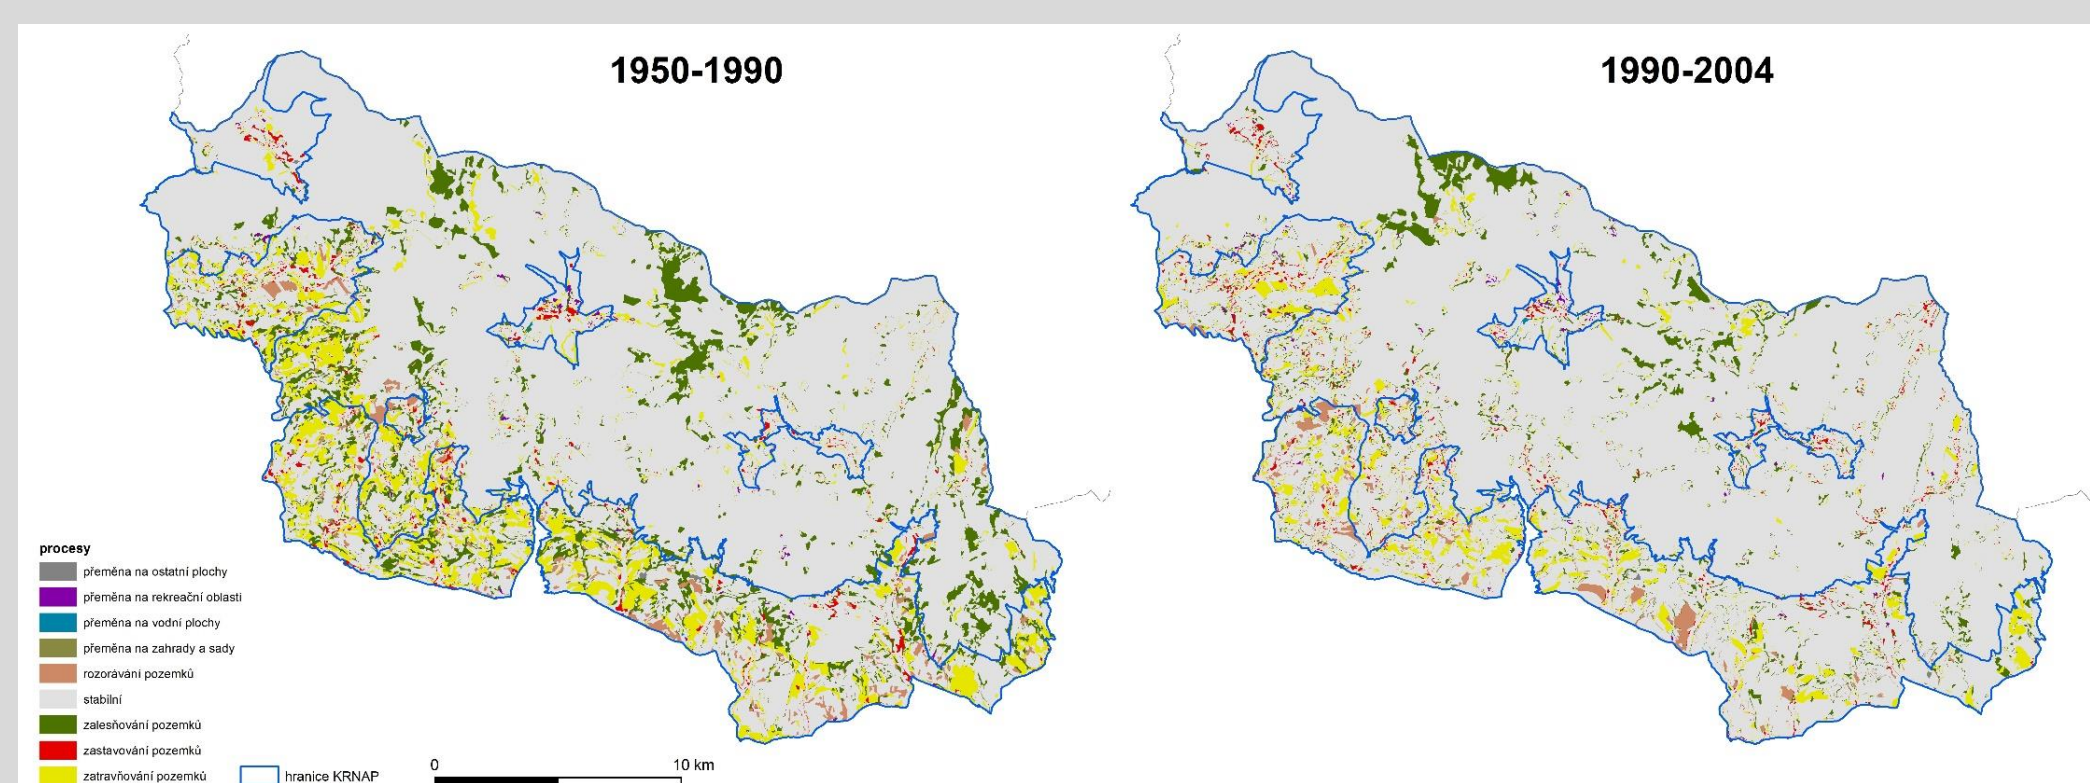 1950-1990
1990-2004
procesy
přeměna na ostatní plochy
přeměna na rekreační oblasti
přeměna na vodní plochy
přeměna na zahrady a sady
rozorávání pozemků
stabilní
zalesňování pozemků
zastavování pozemků
zatravňování pozemků
hranice KRNAP
0 10 km